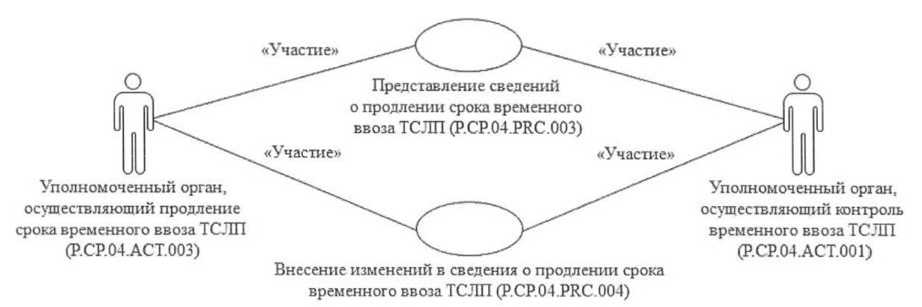 «Участие»
«Участие»
Представление сведений
о продлении срока временного
ввоза ТСЛП (P.CP.04.PRC.003)
«Участие»
«Участие»
Уполномоченный орган,
осуществляющий продление
срока временного ввоза ТСЛП
(P.CP.04.ACT.003)
Уполномоченный орган,
осуществляющий контроль
временного ввоза ТСЛП
(P.CP.04.ACT.001)
Внесение изменений в сведения о продлении срока
временного ввоза ТСЛП (P.CP.04.PRC.004)